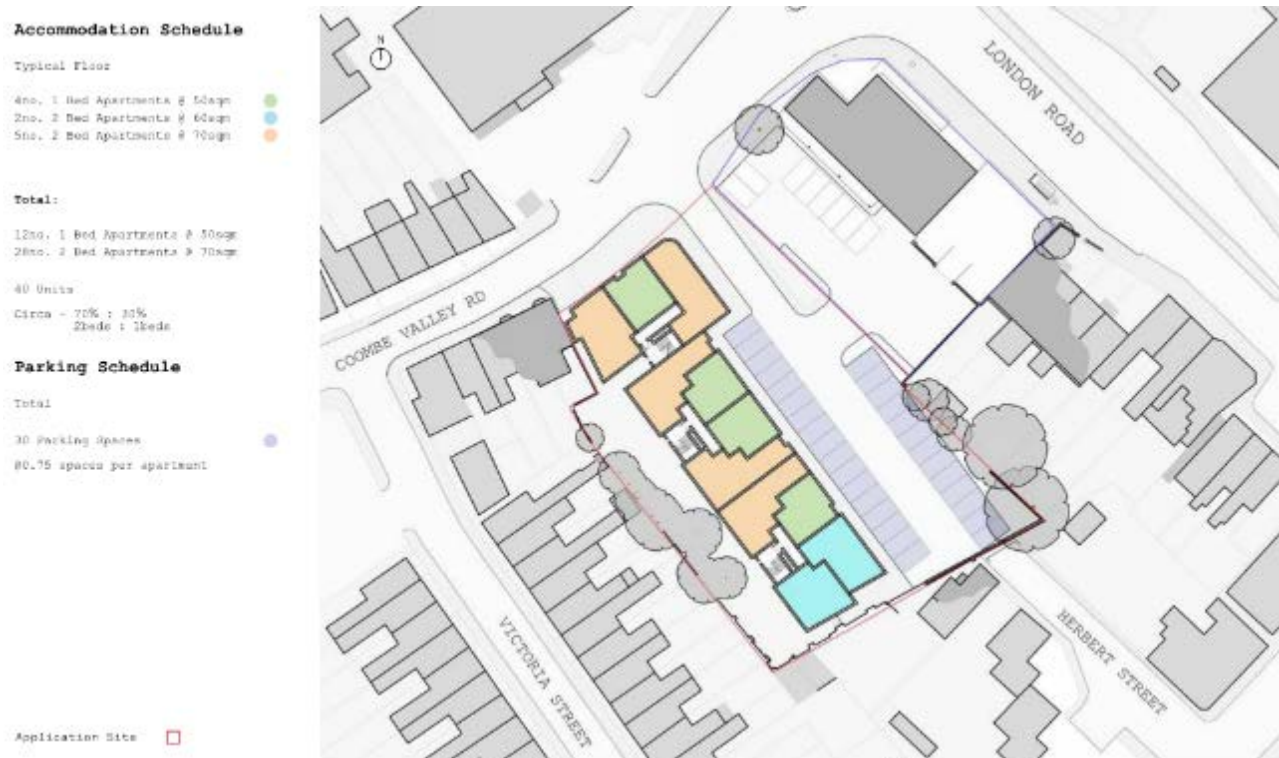 Accommodation Schedule
Typical Floor
4no. 1 Bed Apartments @ 50sqm
2no. 2 Bed Apartments @ 60sqm
5no. 2 Bed Apartments @ 70sqm
Total:
12no. 1 Bed Apartments @ 50sqm
28no. 2 Bed Apartments @ 70sqm
40 Units
Circa - 70% : 30%
2beds : 1beds
Parking Schedule
Total
30 Parking Spaces
@0.75 spaces per apartment
Application Site
N
LONDON ROAD
COOMBE VALLEY RD
VICTORIA STREET
HERBERT STREET